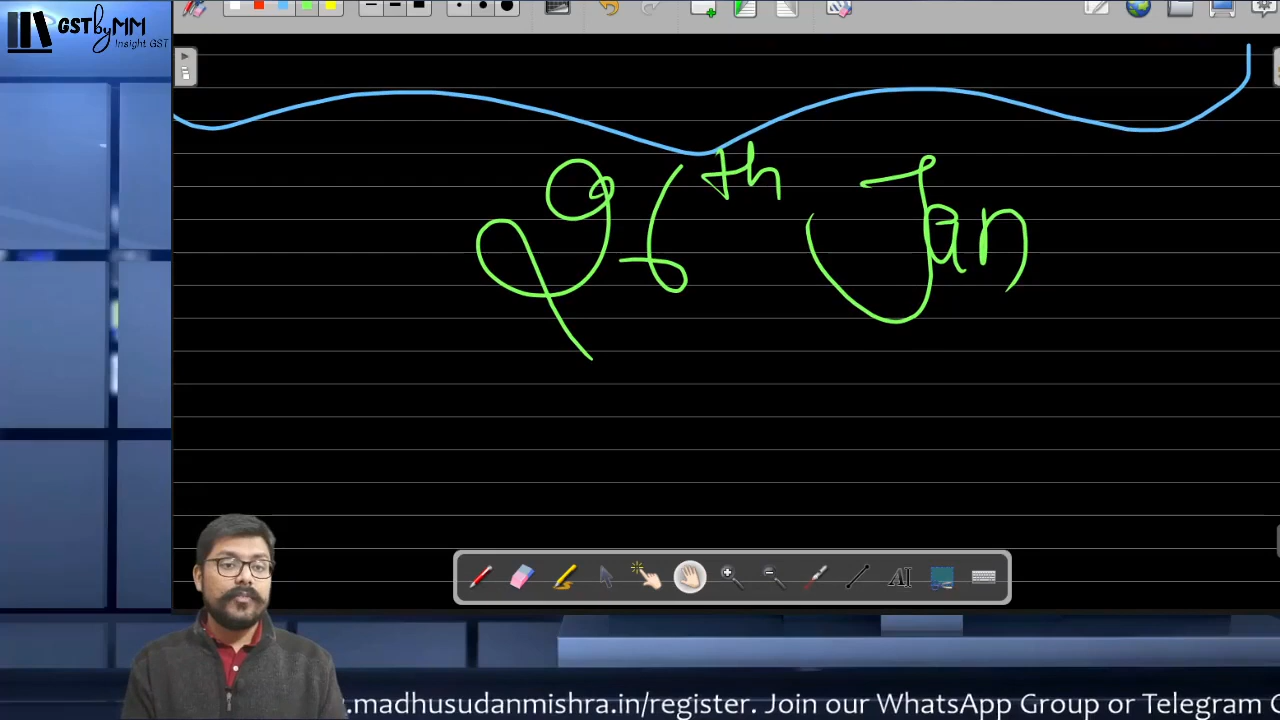 GSTbyMM
Insight GST
26th Jan
.madhusudanmishra.in/register. Join our WhatsApp Group or Telegram